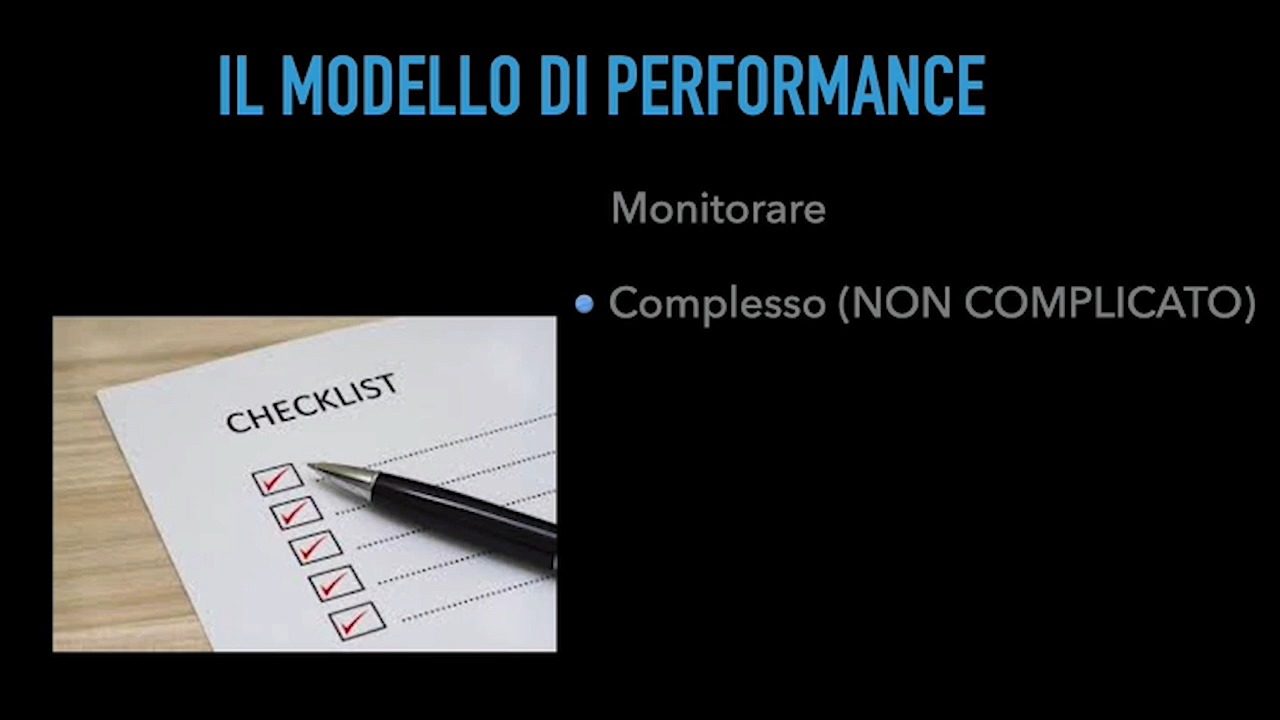 IL MODELLO DI PERFORMANCE
Monitorare
Complesso (NON COMPLICATO)
CHECKLIST